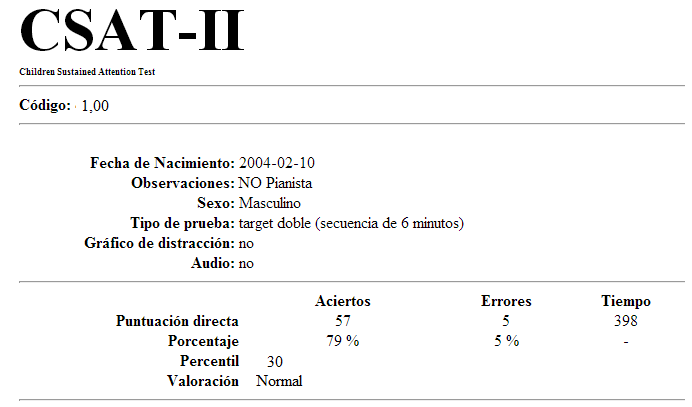 CSAT-II
Children Sustained Attention Test
Código: 1,00
Fecha de Nacimiento: 2004-02-10
Observaciones: NO Pianista
Sexo: Masculino
Tipo de prueba: target doble (secuencia de 6 minutos)
Gráfico de distracción: no
Audio: no
Aciertos Errores Tiempo
Puntuación directa 57 5 398
Porcentaje 79 % 5 % -
Percentil 30
Valoración Normal